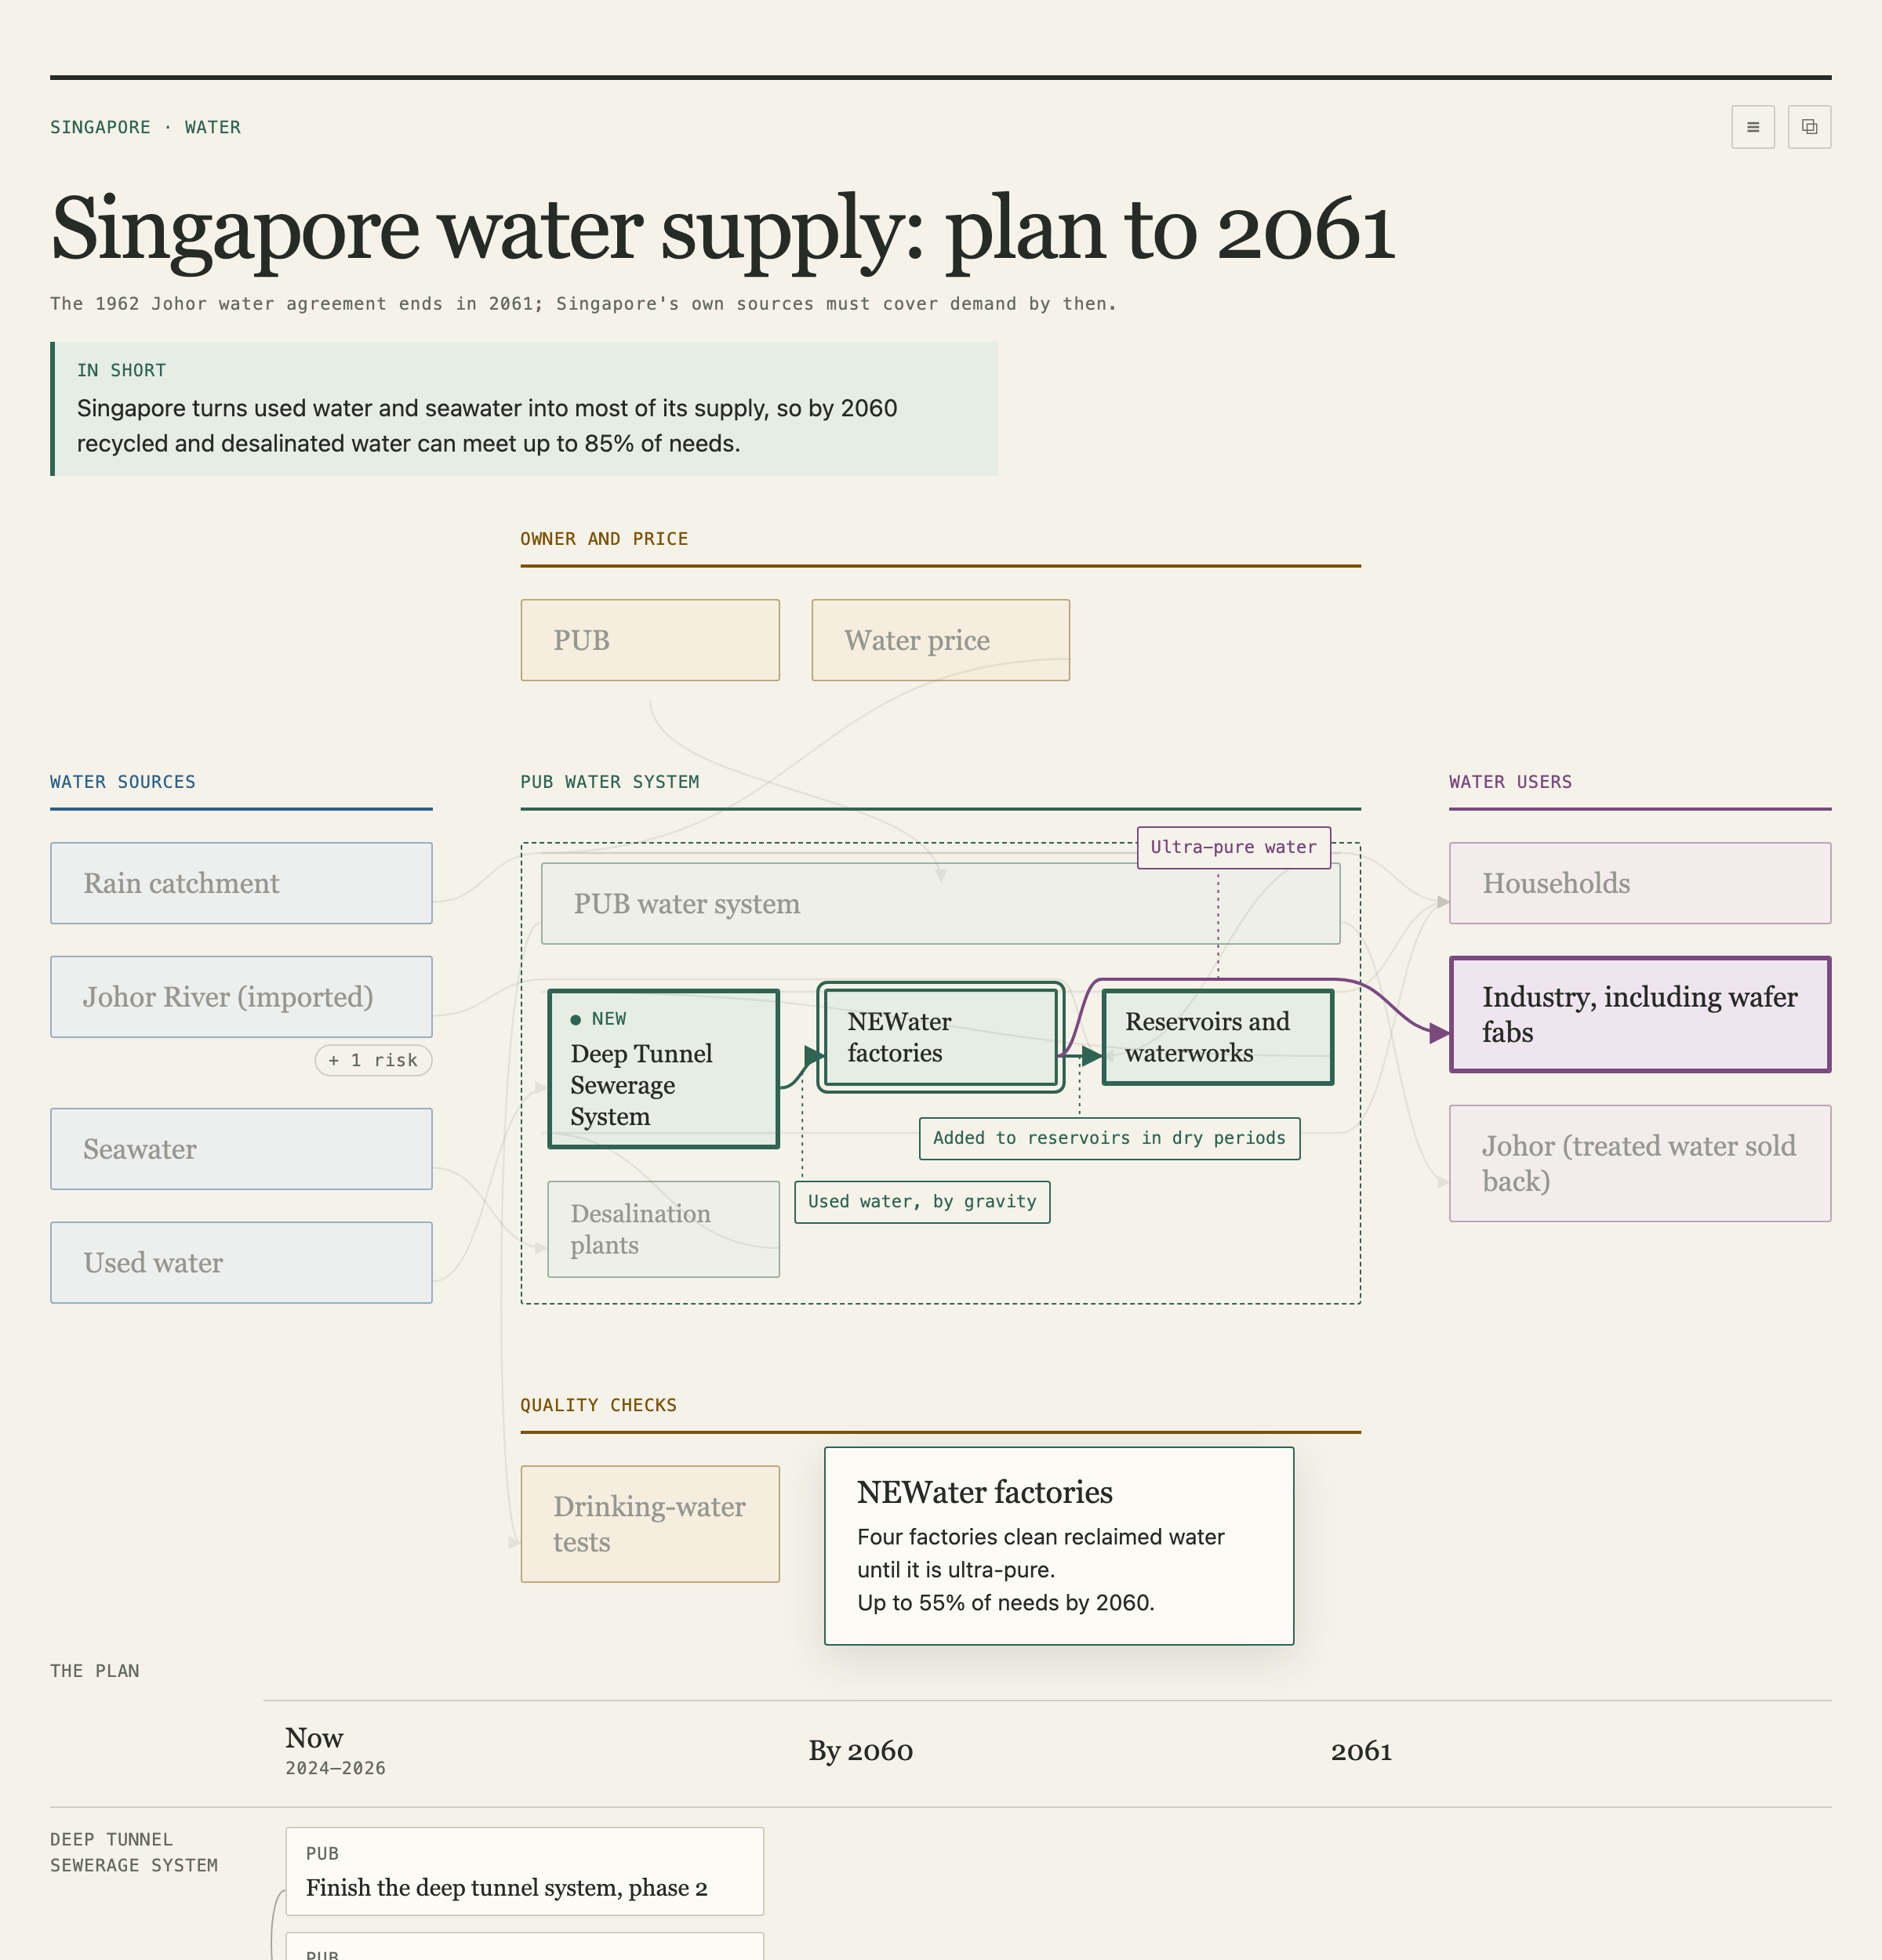 SINGAPORE · WATER
Singapore water supply: plan to 2061
The 1962 Johor water agreement ends in 2061; Singapore's own sources must cover demand by then.
IN SHORT
Singapore turns used water and seawater into most of its supply, so by 2060
recycled and desalinated water can meet up to 85% of needs.
OWNER AND PRICE
PUB
Water price
WATER SOURCES
Rain catchment
Johor River (imported)
+ 1 risk
Seawater
Used water
PUB WATER SYSTEM
Ultra-pure water
PUB water system
NEW
Deep Tunnel
Sewerage
System
NEWater
factories
Reservoirs and
waterworks
Added to reservoirs in dry periods
Used water, by gravity
Desalination
plants
WATER USERS
Households
Industry, including wafer
fabs
Johor (treated water sold
back)
QUALITY CHECKS
Drinking-water
tests
NEWater factories
Four factories clean reclaimed water
until it is ultra-pure.
Up to 55% of needs by 2060.
THE PLAN
Now
2024–2026
By 2060
2061
DEEP TUNNEL
SEWERAGE SYSTEM
PUB
Finish the deep tunnel system, phase 2
PUB